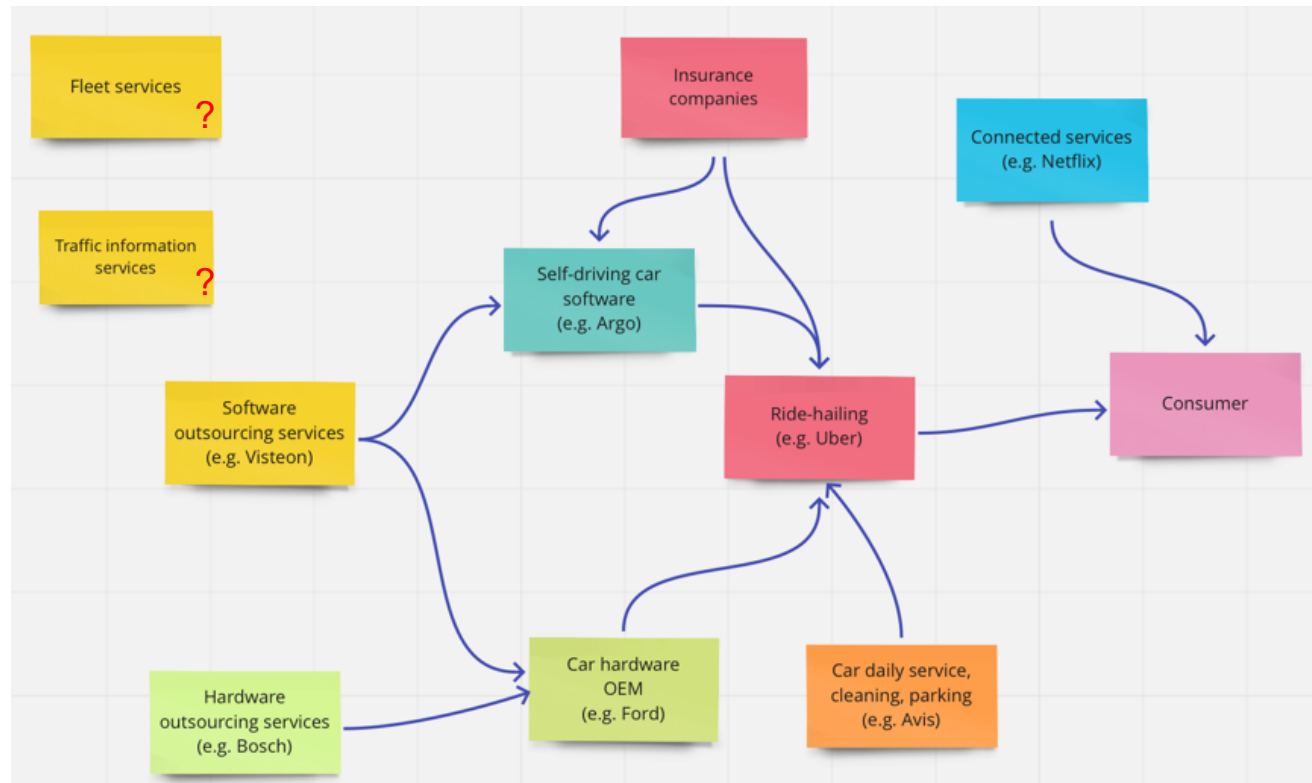 Fleet services
?
Insurance
companies
Connected services
(e.g. Netflix)
Traffic information
services
?
Self-driving car
software
(e.g. Argo)
Software
outsourcing services
(e.g. Visteon)
Ride-hailing
(e.g. Uber)
Consumer
Hardware
outsourcing services
(e.g. Bosch)
Car hardware
OEM
(e.g. Ford)
Car daily service,
cleaning, parking
(e.g. Avis)